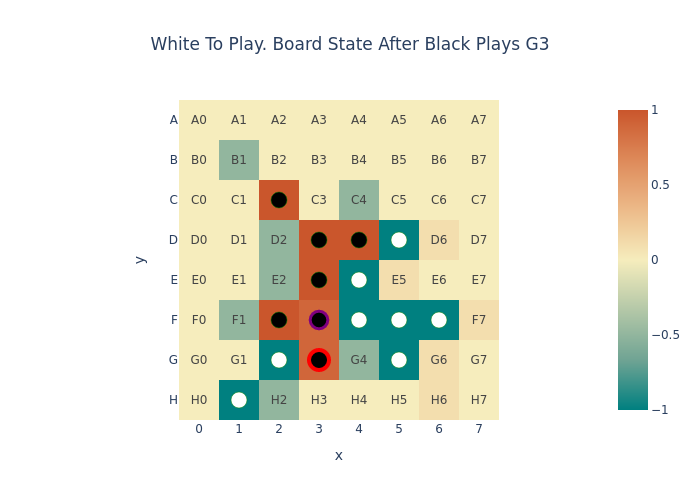 White To Play. Board State After Black Plays G3
A A0 A1 A2 A3 A4 A5 A6 A7
B B0 B1 B2 B3 B4 B5 B6 B7
C C0 C1 C3 C4 C5 C6 C7
D D0 D1 D2 D6 D7
E E0 E1 E2 E5 E6 E7
F F0 F1 F7
G G0 G1 G4 G6 G7
H H0 H2 H3 H4 H5 H6 H7
0 1 2 3 4 5 6 7
x
y
1
0.5
0
−0.5
−1